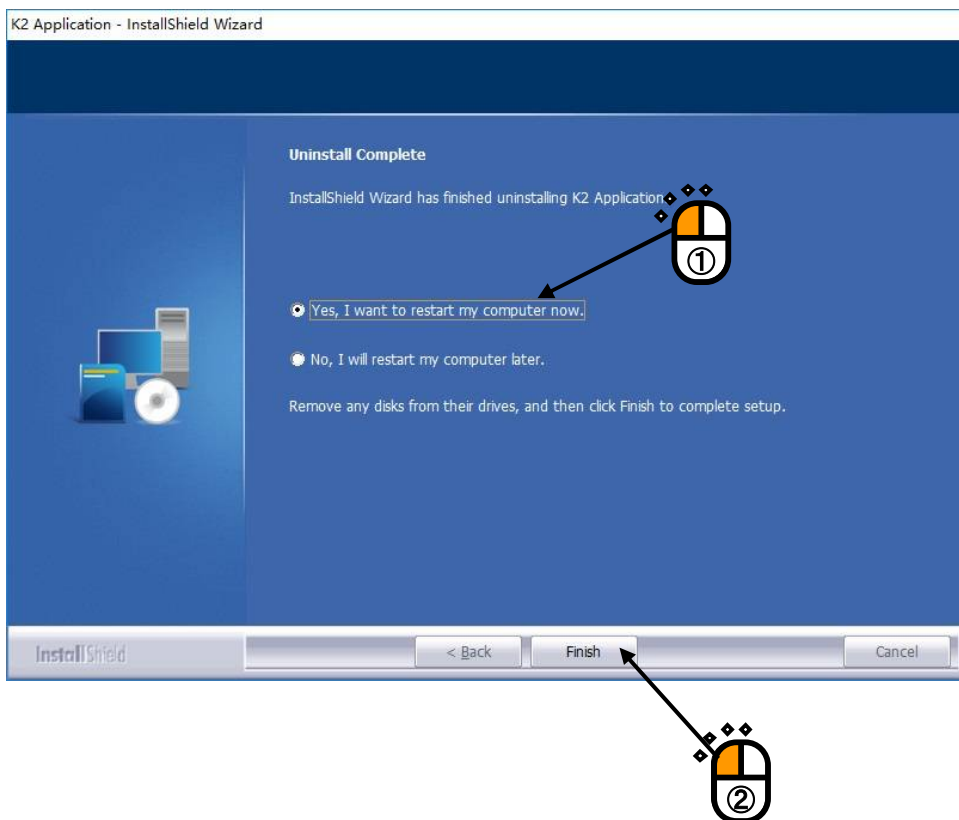 K2 Application - InstallShield Wizard
Uninstall Complete
InstallShield Wizard has finished uninstalling K2 Application
①
Yes, I want to restart my computer now.
No, I will restart my computer later.
Remove any disks from their drives, and then click Finish to complete setup.
InstallShield
< Back
Finish
Cancel
②